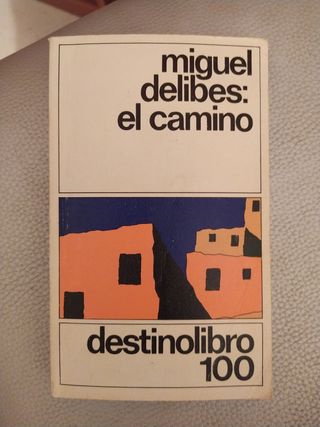 miguel
delibes:
el camino
destinolibro
100